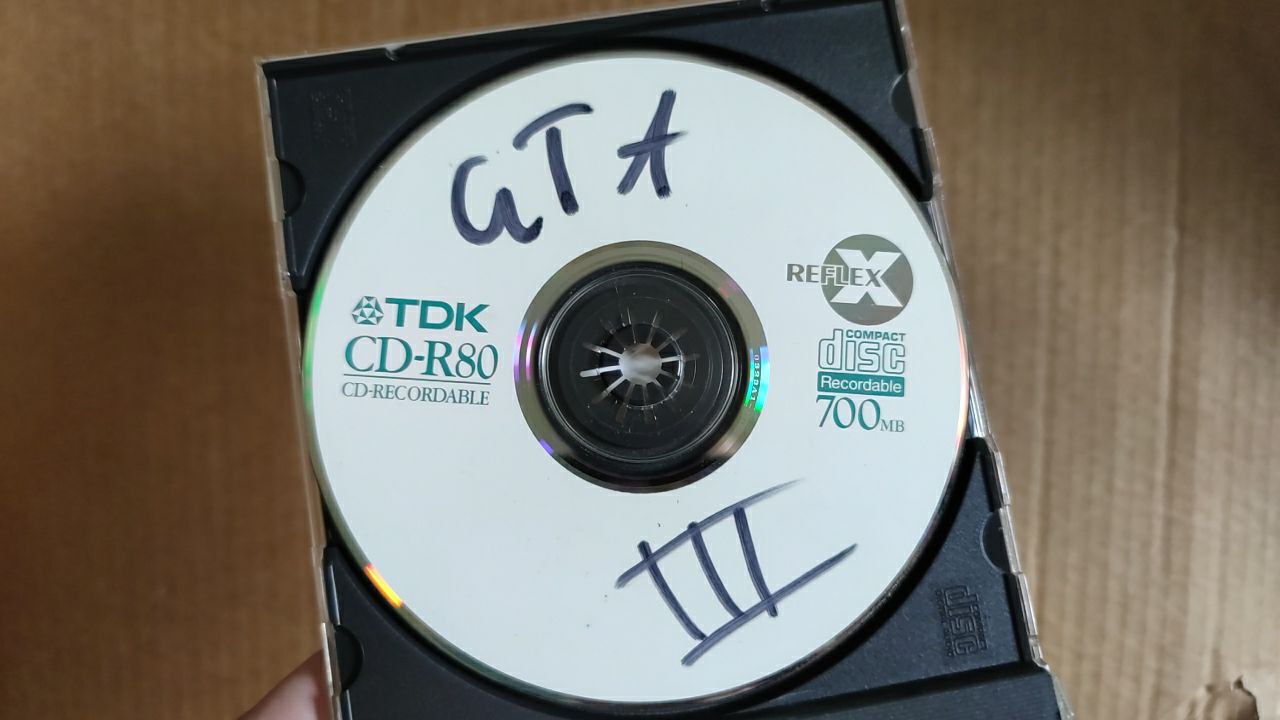 GTA
TDK
CD-R80
CD-RECORDABLE
REFLEX X
COMPACT
disc
Recordable
700MB
III